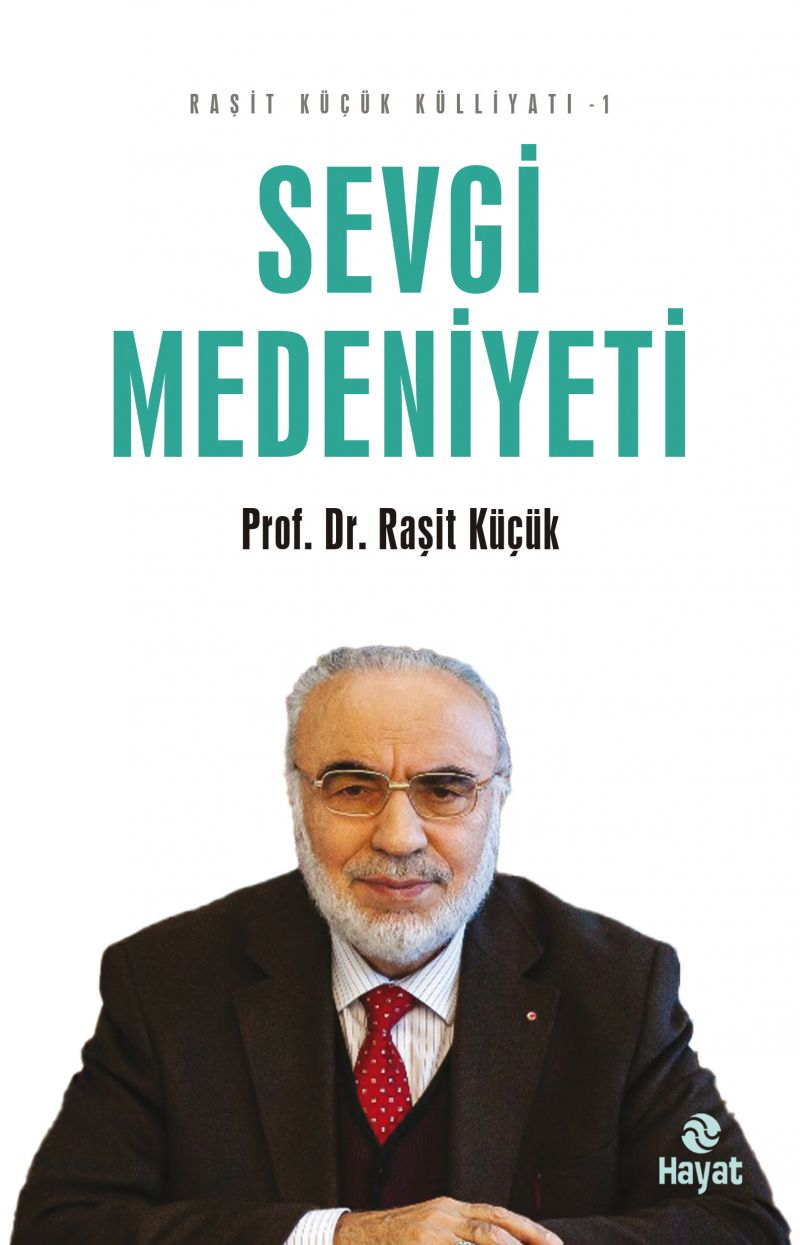 RAŞİT KÜÇÜK KÜLLİYATI -1
SEVGİ
MEDENİYETİ
Prof. Dr. Raşit Küçük
Hayat